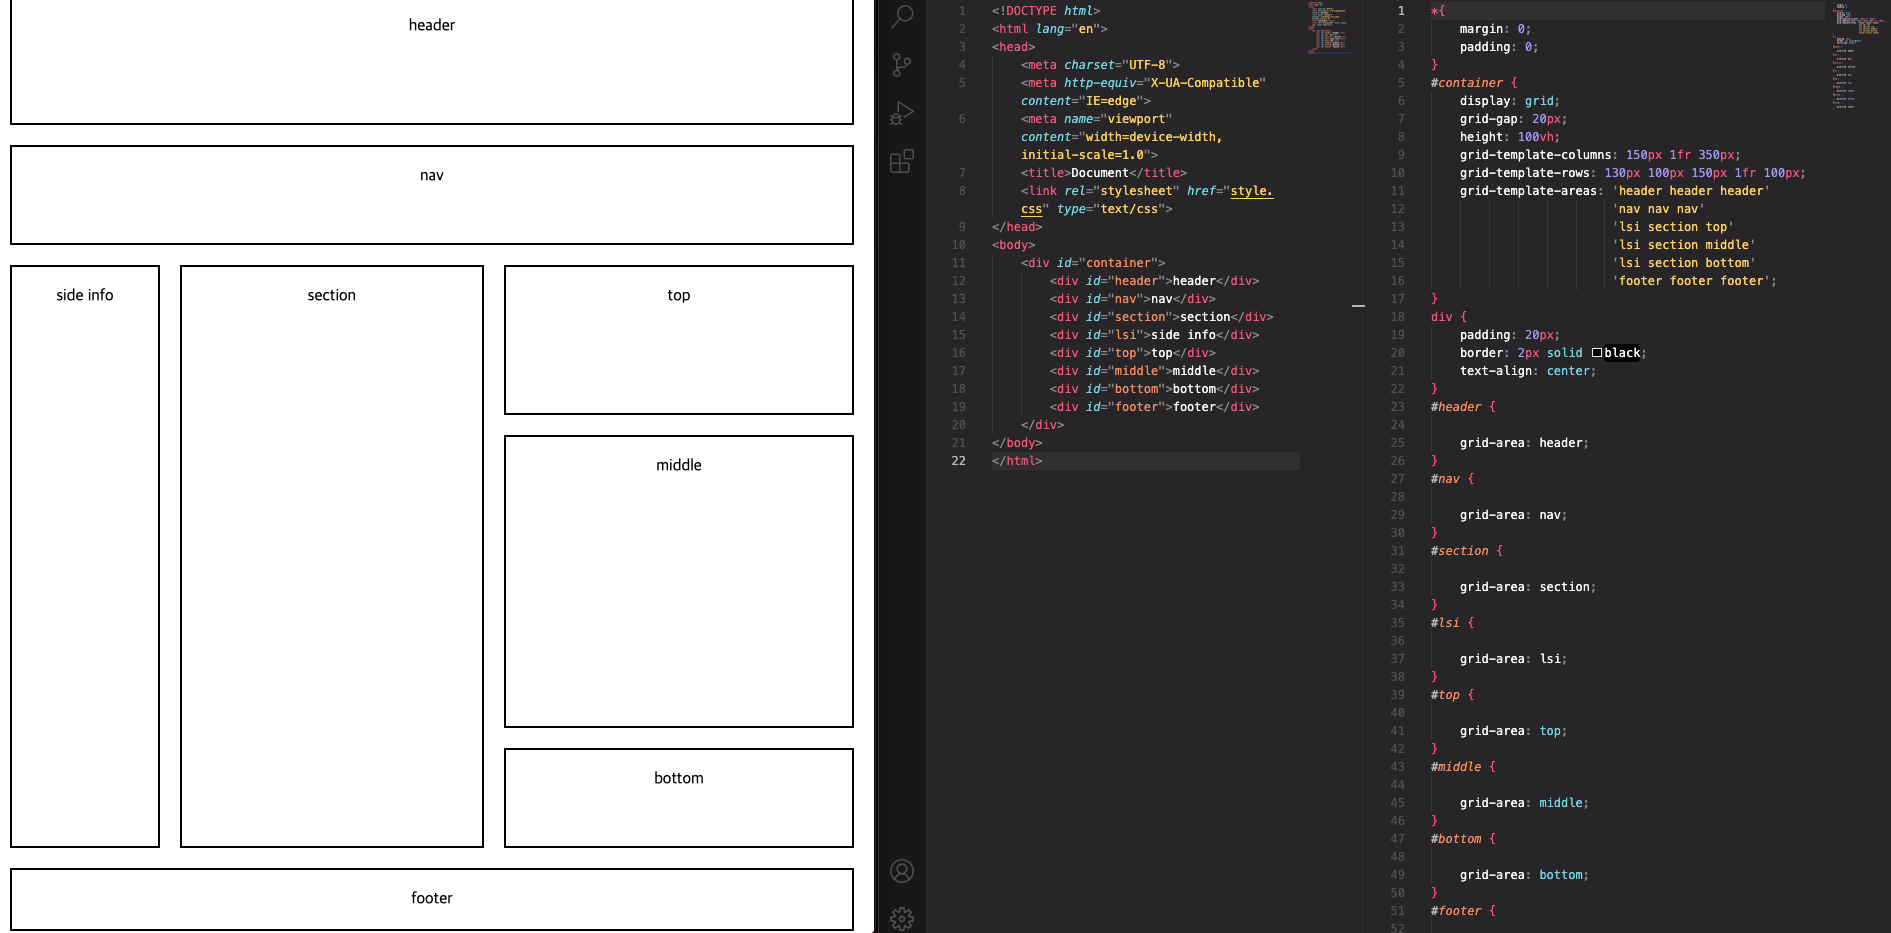 header
nav
side info
section
top
middle
bottom
footer
1 <!DOCTYPE html>
2 <html lang="en">
3 <head>
4 <meta charset="UTF-8">
5 <meta http-equiv="X-UA-Compatible"
content="IE=edge">
6 <meta name="viewport"
content="width=device-width,
initial-scale=1.0">
7 <title>Document</title>
8 <link rel="stylesheet" href="style.
css" type="text/css">
9 </head>
10 <body>
11 <div id="container">
12 <div id="header">header</div>
13 <div id="nav">nav</div>
14 <div id="section">section</div>
15 <div id="lsi">side info</div>
16 <div id="top">top</div>
17 <div id="middle">middle</div>
18 <div id="bottom">bottom</div>
19 <div id="footer">footer</div>
20 </div>
21 </body>
22 </html>
1 *{
2 margin: 0;
3 padding: 0;
4 }
5 #container {
6 display: grid;
7 grid-gap: 20px;
8 height: 100vh;
9 grid-template-columns: 150px 1fr 350px;
10 grid-template-rows: 130px 100px 150px 1fr 100px;
11 grid-template-areas: 'header header header'
12 'nav nav nav'
13 'lsi section top'
14 'lsi section middle'
15 'lsi section bottom'
16 'footer footer footer';
17 }
18 div {
19 padding: 20px;
20 border: 2px solid black;
21 text-align: center;
22 }
23 #header {
24
25 grid-area: header;
26 }
27 #nav {
28
29 grid-area: nav;
30 }
31 #section {
32
33 grid-area: section;
34 }
35 #lsi {
36
37 grid-area: lsi;
38 }
39 #top {
40
41 grid-area: top;
42 }
43 #middle {
44
45 grid-area: middle;
46 }
47 #bottom {
48
49 grid-area: bottom;
50 }
51 #footer {
52